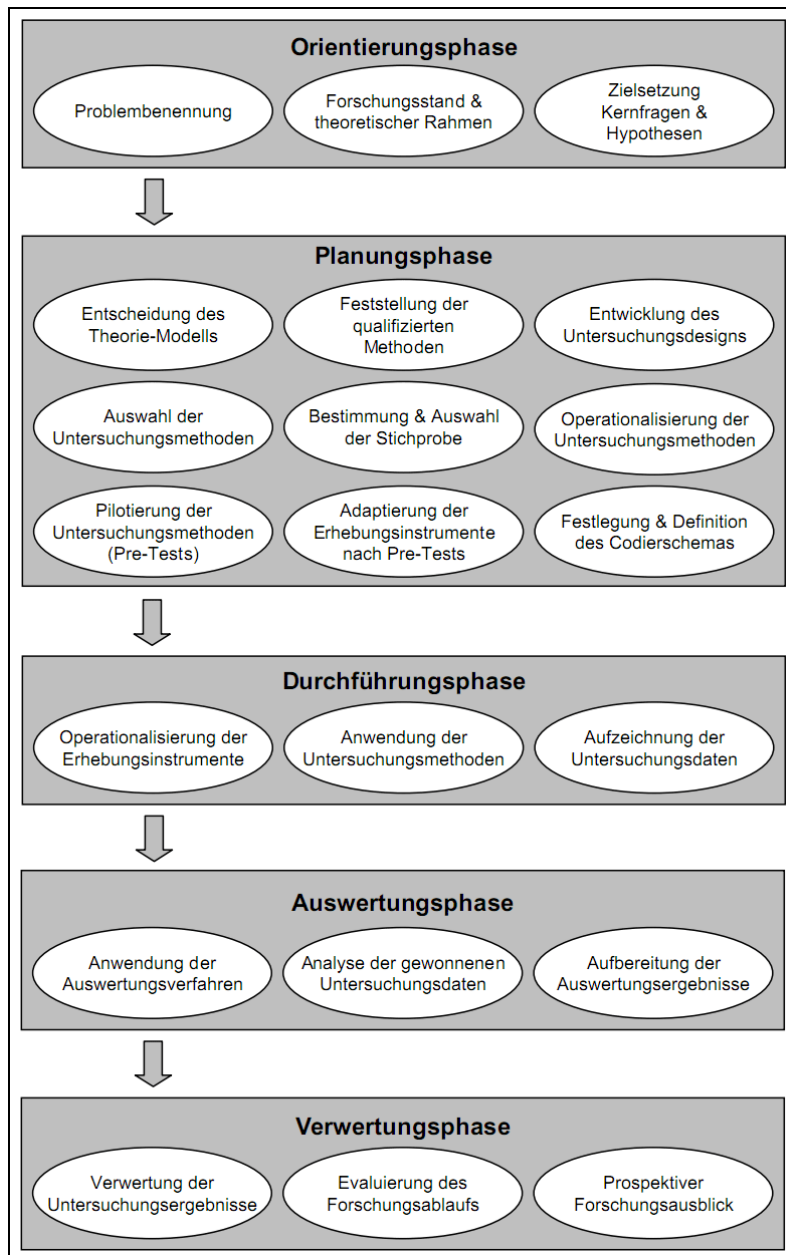 Orientierungsphase
Problembenennung
Forschungsstand &
theoretischer Rahmen
Zielsetzung
Kernfragen &
Hypothesen
Planungsphase
Entscheidung des
Theorie-Modells
Feststellung der
qualifizierten
Methoden
Entwicklung des
Untersuchungsdesigns
Auswahl der
Untersuchungsmethoden
Bestimmung & Auswahl
der Stichprobe
Operationalisierung der
Untersuchungsmethoden
Pilotierung der
Untersuchungsmethoden
(Pre-Tests)
Adaptierung der
Erhebungsinstrumente
nach Pre-Tests
Festlegung & Definition
des Codierschemas
Durchführungsphase
Operationalisierung der
Erhebungsinstrumente
Anwendung der
Untersuchungsmethoden
Aufzeichnung der
Untersuchungsdaten
Auswertungsphase
Anwendung der
Auswertungsverfahren
Analyse der gewonnenen
Untersuchungsdaten
Aufbereitung der
Auswertungsergebnisse
Verwertungsphase
Verwertung der
Untersuchungsergebnisse
Evaluierung des
Forschungsablaufs
Prospektiver
Forschungsausblick